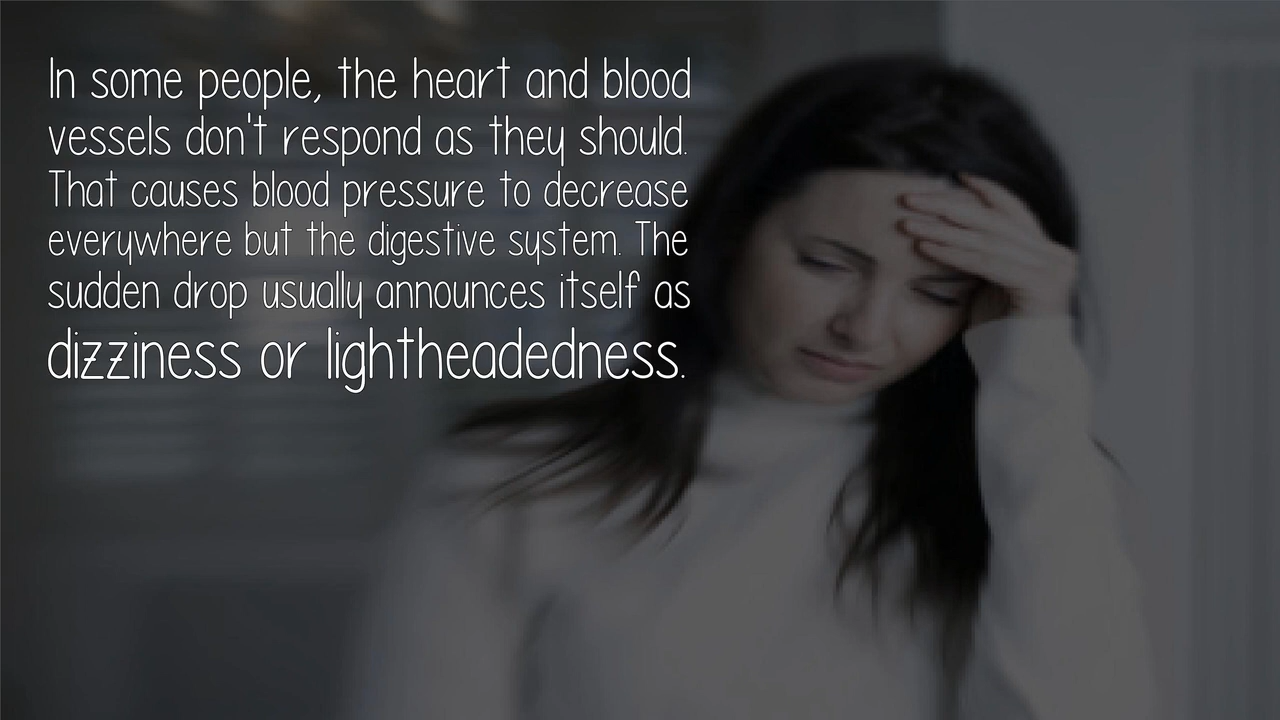 In some people, the heart and blood
vessels don't respond as they should.
That causes blood pressure to decrease
everywhere but the digestive system. The
sudden drop usually announces itself as
dizziness or lightheadedness.